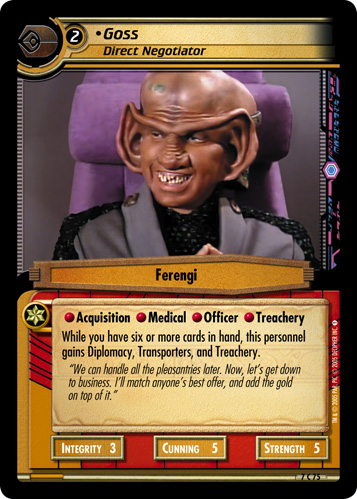 2
•Goss
Direct Negotiator
Ferengi
Acquisition Medical Officer Treachery
While you have six or more cards in hand, this personnel
gains Diplomacy, Transporters, and Treachery.
"We can handle all the pleasantries later. Now, let's get down
to business. I'll match anyone's best offer, and add the gold
on top of it."
Integrity 3 Cunning 5 Strength 5